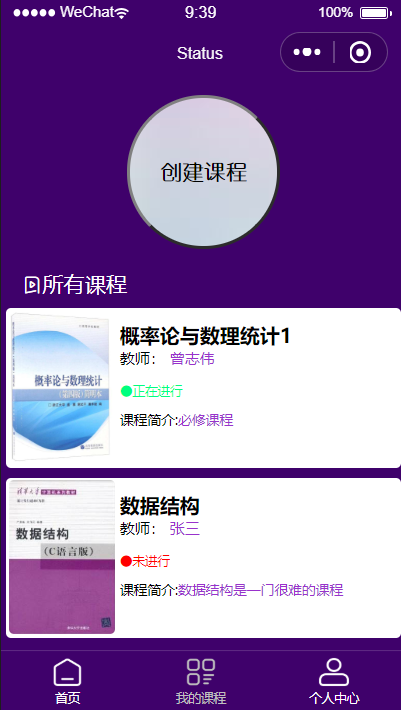 WeChat
9:39
100%
Status
创建课程
所有课程
概率论与数理统计1
教师： 曾志伟
正在进行
课程简介:必修课程
概率论与数理统计
数据结构
教师： 张三
未进行
课程简介:数据结构是一门很难的课程
清华大学
数据结构
(C语言版)
首页
我的课程
个人中心